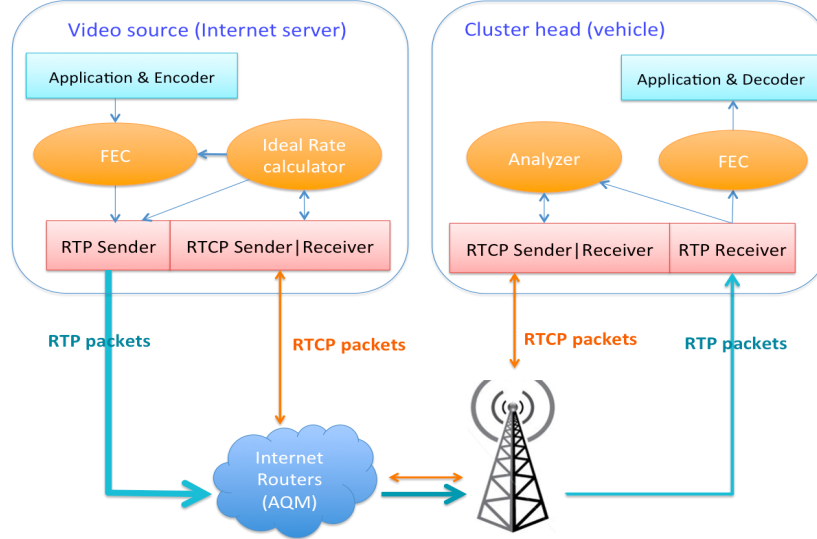 Video source (Internet server)
Cluster head (vehicle)
Application & Encoder
Application & Decoder
FEC
Ideal Rate
calculator
Analyzer
FEC
RTP Sender
RTCP Sender|Receiver
RTCP Sender|Receiver
RTP Receiver
RTP packets
RTCP packets
RTCP packets
RTP packets
Internet
Routers
(AQM)